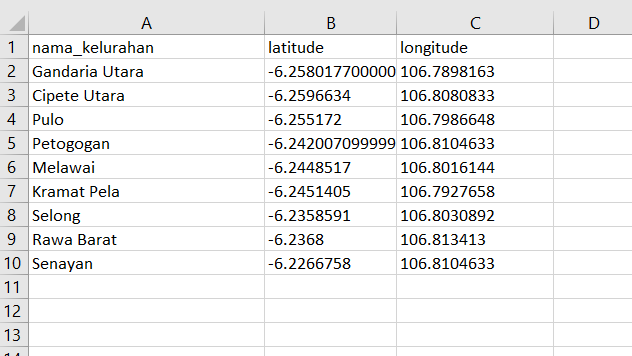 A B C D
1 nama_kelurahan latitude longitude
2 Gandaria Utara -6.258017700000 106.7898163
3 Cipete Utara -6.2596634 106.8080833
4 Pulo -6.255172 106.7986648
5 Petogogan -6.242007099999 106.8104633
6 Melawai -6.2448517 106.8016144
7 Kramat Pela -6.2451405 106.7927658
8 Selong -6.2358591 106.8030892
9 Rawa Barat -6.2368 106.813413
10 Senayan -6.2266758 106.8104633
11
12
13
14